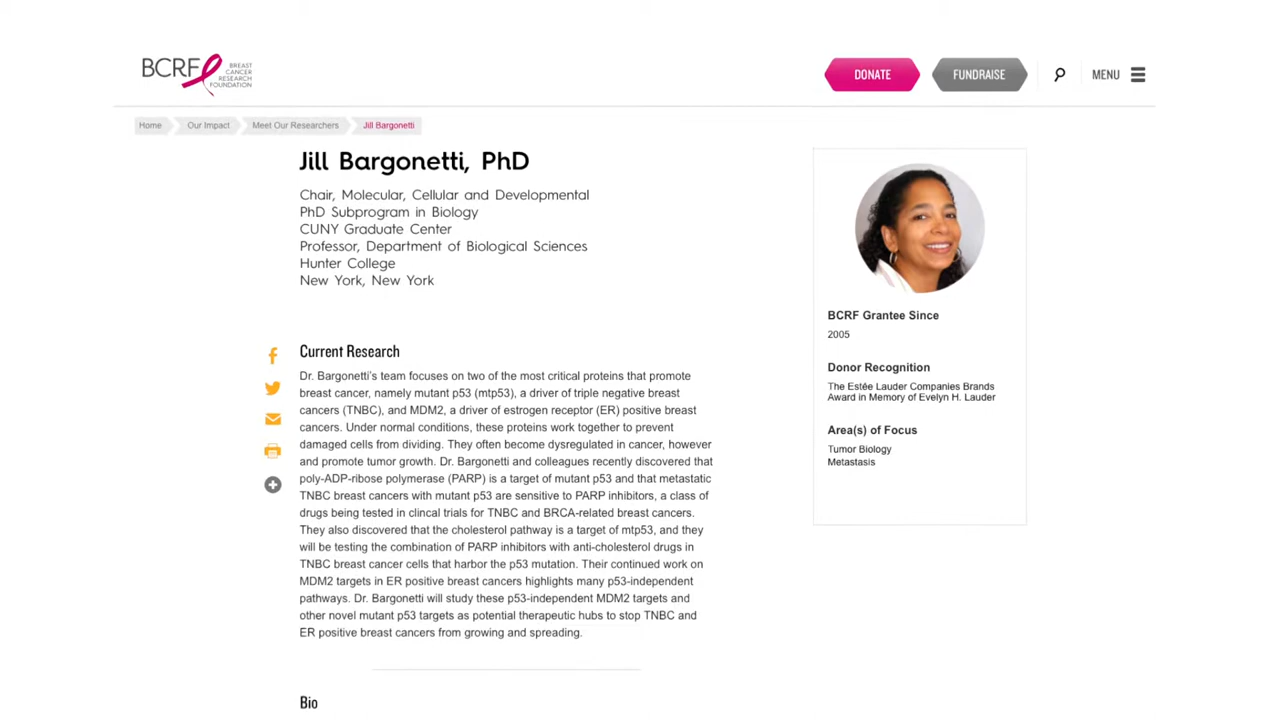 BCRF
BREAST
CANCER
RESEARCH
FOUNDATION
DONATE
FUNDRAISE
MENU
Home
Our Impact
Meet Our Researchers
Jill Bargonetti
Jill Bargonetti, PhD
Chair, Molecular, Cellular and Developmental
PhD Subprogram in Biology
CUNY Graduate Center
Professor, Department of Biological Sciences
Hunter College
New York, New York
Current Research
Dr. Bargonetti's team focuses on two of the most critical proteins that promote
breast cancer, namely mutant p53 (mtp53), a driver of triple negative breast
cancers (TNBC), and MDM2, a driver of estrogen receptor (ER) positive breast
cancers. Under normal conditions, these proteins work together to prevent
damaged cells from dividing. They often become dysregulated in cancer, however
and promote tumor growth. Dr. Bargonetti and colleagues recently discovered that
poly-ADP-ribose polymerase (PARP) is a target of mutant p53 and that metastatic
TNBC breast cancers with mutant p53 are sensitive to PARP inhibitors, a class of
drugs being tested in clincal trials for TNBC and BRCA-related breast cancers.
They also discovered that the cholesterol pathway is a target of mtp53, and they
will be testing the combination of PARP inhibitors with anti-cholesterol drugs in
TNBC breast cancer cells that harbor the p53 mutation. Their continued work on
MDM2 targets in ER positive breast cancers highlights many p53-independent
pathways. Dr. Bargonetti will study these p53-independent MDM2 targets and
other novel mutant p53 targets as potential therapeutic hubs to stop TNBC and
ER positive breast cancers from growing and spreading.
Bio
BCRF Grantee Since
2005
Donor Recognition
The Estée Lauder Companies Brands
Award in Memory of Evelyn H. Lauder
Area(s) of Focus
Tumor Biology
Metastasis